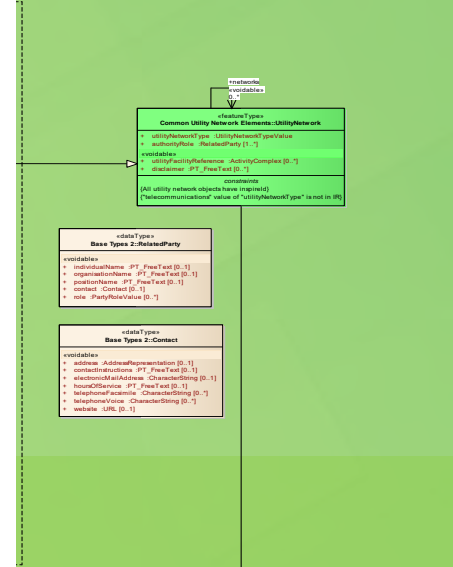 +networks
«voidable»
0..*
«featureType»
Common Utility Network Elements::UtilityNetwork
+ utilityNetworkType :UtilityNetworkTypeValue
+ authorityRole :RelatedParty [1..*]
«voidable»
+ utilityFacilityReference :ActivityComplex [0..*]
+ disclaimer :PT_FreeText [0..*]
constraints
{All utility network objects have inspireId}
{"telecommunications" value of "utilityNetworkType" is not in IR}
«dataType»
Base Types 2::RelatedParty
«voidable»
+ individualName :PT_FreeText [0..1]
+ organisationName :PT_FreeText [0..1]
+ positionName :PT_FreeText [0..1]
+ contact :Contact [0..1]
+ role :PartyRoleValue [0..*]
«dataType»
Base Types 2::Contact
«voidable»
+ address :AddressRepresentation [0..1]
+ contactInstructions :PT_FreeText [0..1]
+ electronicMailAddress :CharacterString [0..1]
+ hoursOfService :PT_FreeText [0..1]
+ telephoneFacsimile :CharacterString [0..*]
+ telephoneVoice :CharacterString [0..*]
+ website :URL [0..1]